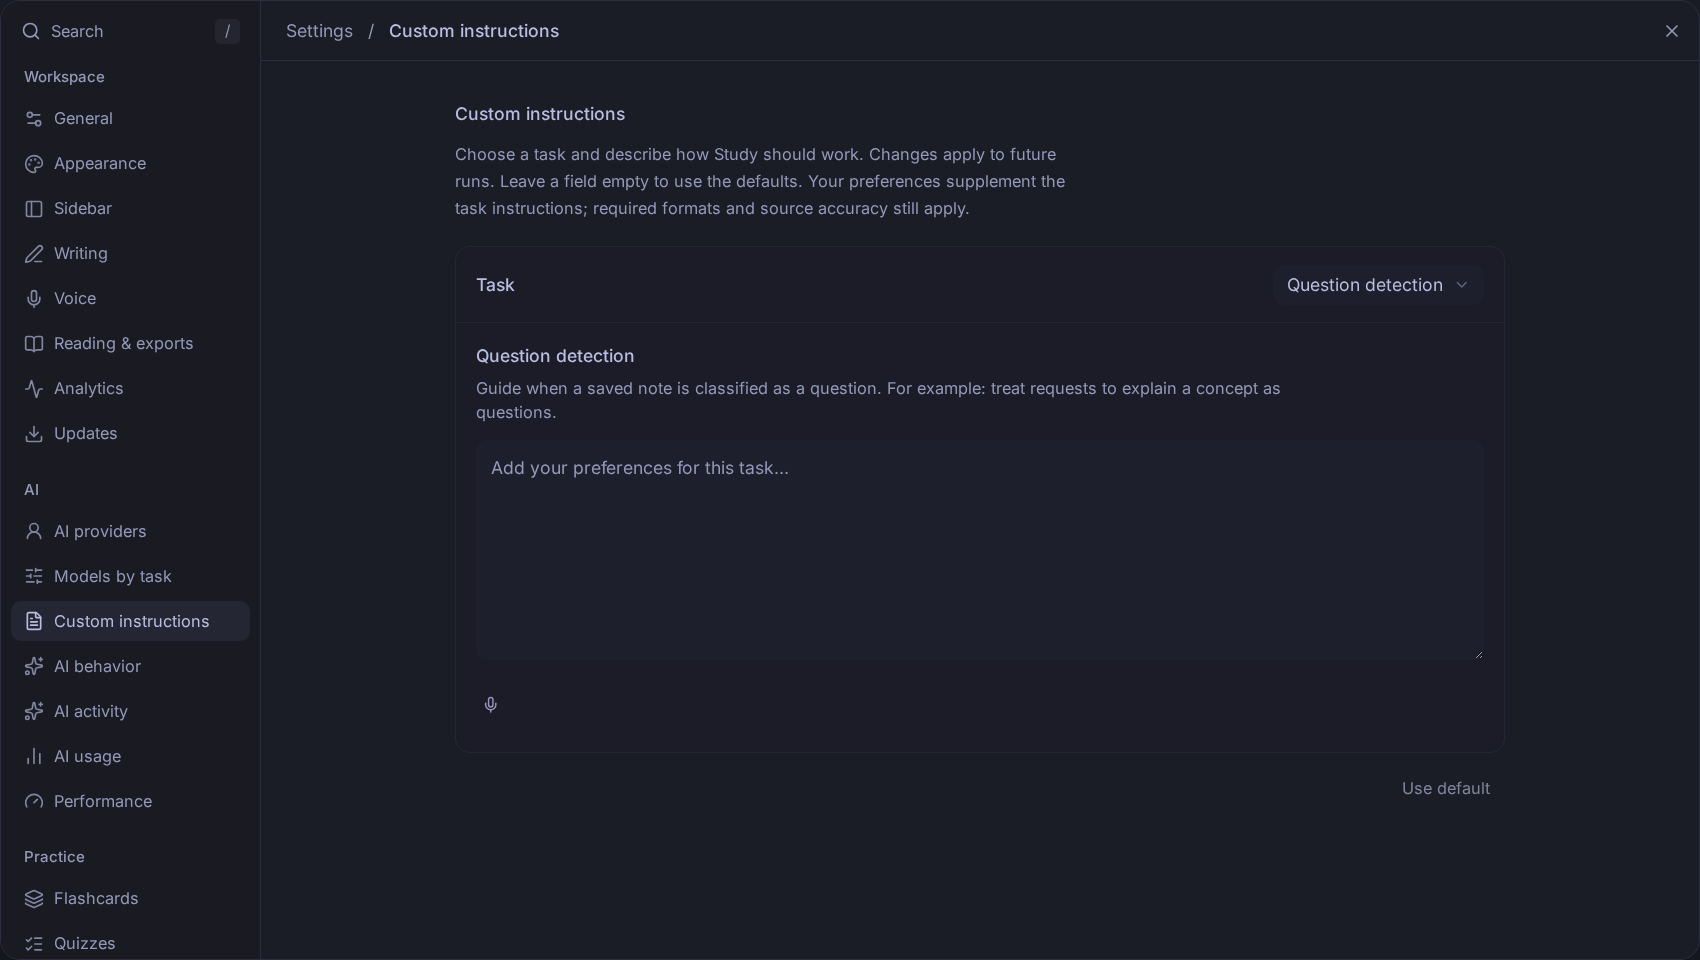 Search
/
Workspace
General
Appearance
Sidebar
Writing
Voice
Reading & exports
Analytics
Updates
AI
AI providers
Models by task
Custom instructions
AI behavior
AI activity
AI usage
Performance
Practice
Flashcards
Quizzes
Settings / Custom instructions
Custom instructions
Choose a task and describe how Study should work. Changes apply to future
runs. Leave a field empty to use the defaults. Your preferences supplement the
task instructions; required formats and source accuracy still apply.
Task
Question detection
Question detection
Guide when a saved note is classified as a question. For example: treat requests to explain a concept as
questions.
Add your preferences for this task...
Use default